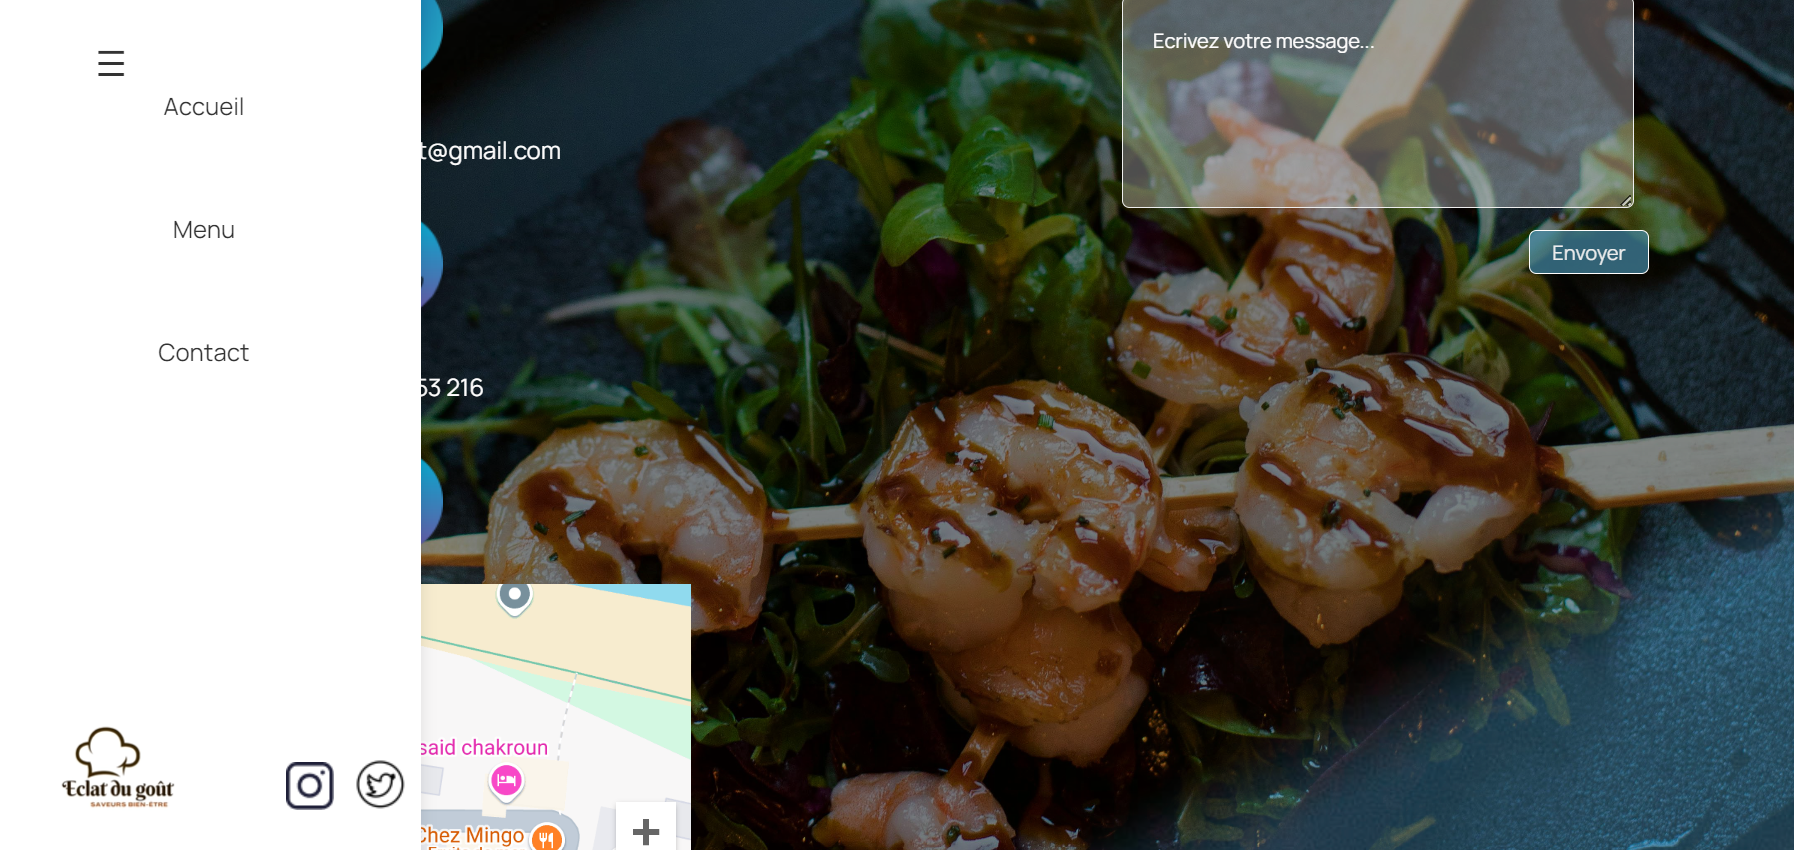 Accueil
Menu
Contact
Eclat du goût
SAVEURS BIEN-ÊTRE
t@gmail.com
53 216
said chakroun
Chez Mingo
Ecrivez votre message...
Envoyer